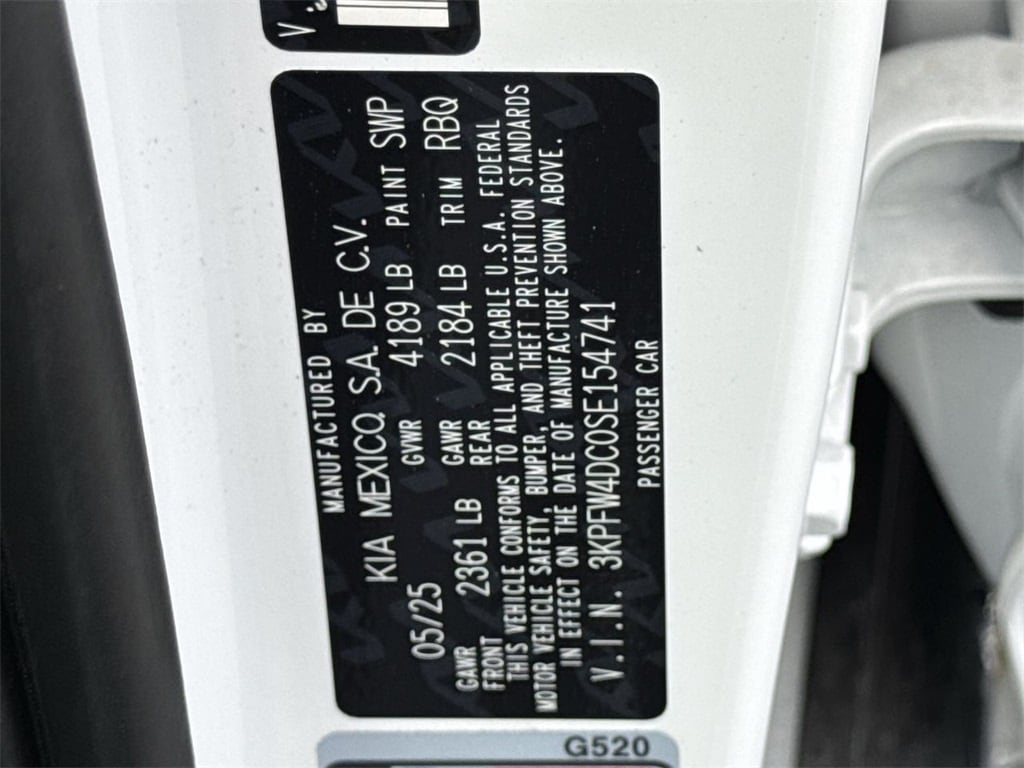 V.
MANUFACTURED BY
KIA MEXICO, S.A. DE C.V.
05/25 GVWR 4189 LB PAINT SWP
GAWR FRONT 2361 LB GAWR REAR 2184 LB TRIM RBQ
THIS VEHICLE CONFORMS TO ALL APPLICABLE U.S.A. FEDERAL
MOTOR VEHICLE SAFETY, BUMPER, AND THEFT PREVENTION STANDARDS
IN EFFECT ON THE DATE OF MANUFACTURE SHOWN ABOVE.
V.I.N. 3KPFW4DC0SE154741
PASSENGER CAR
G520